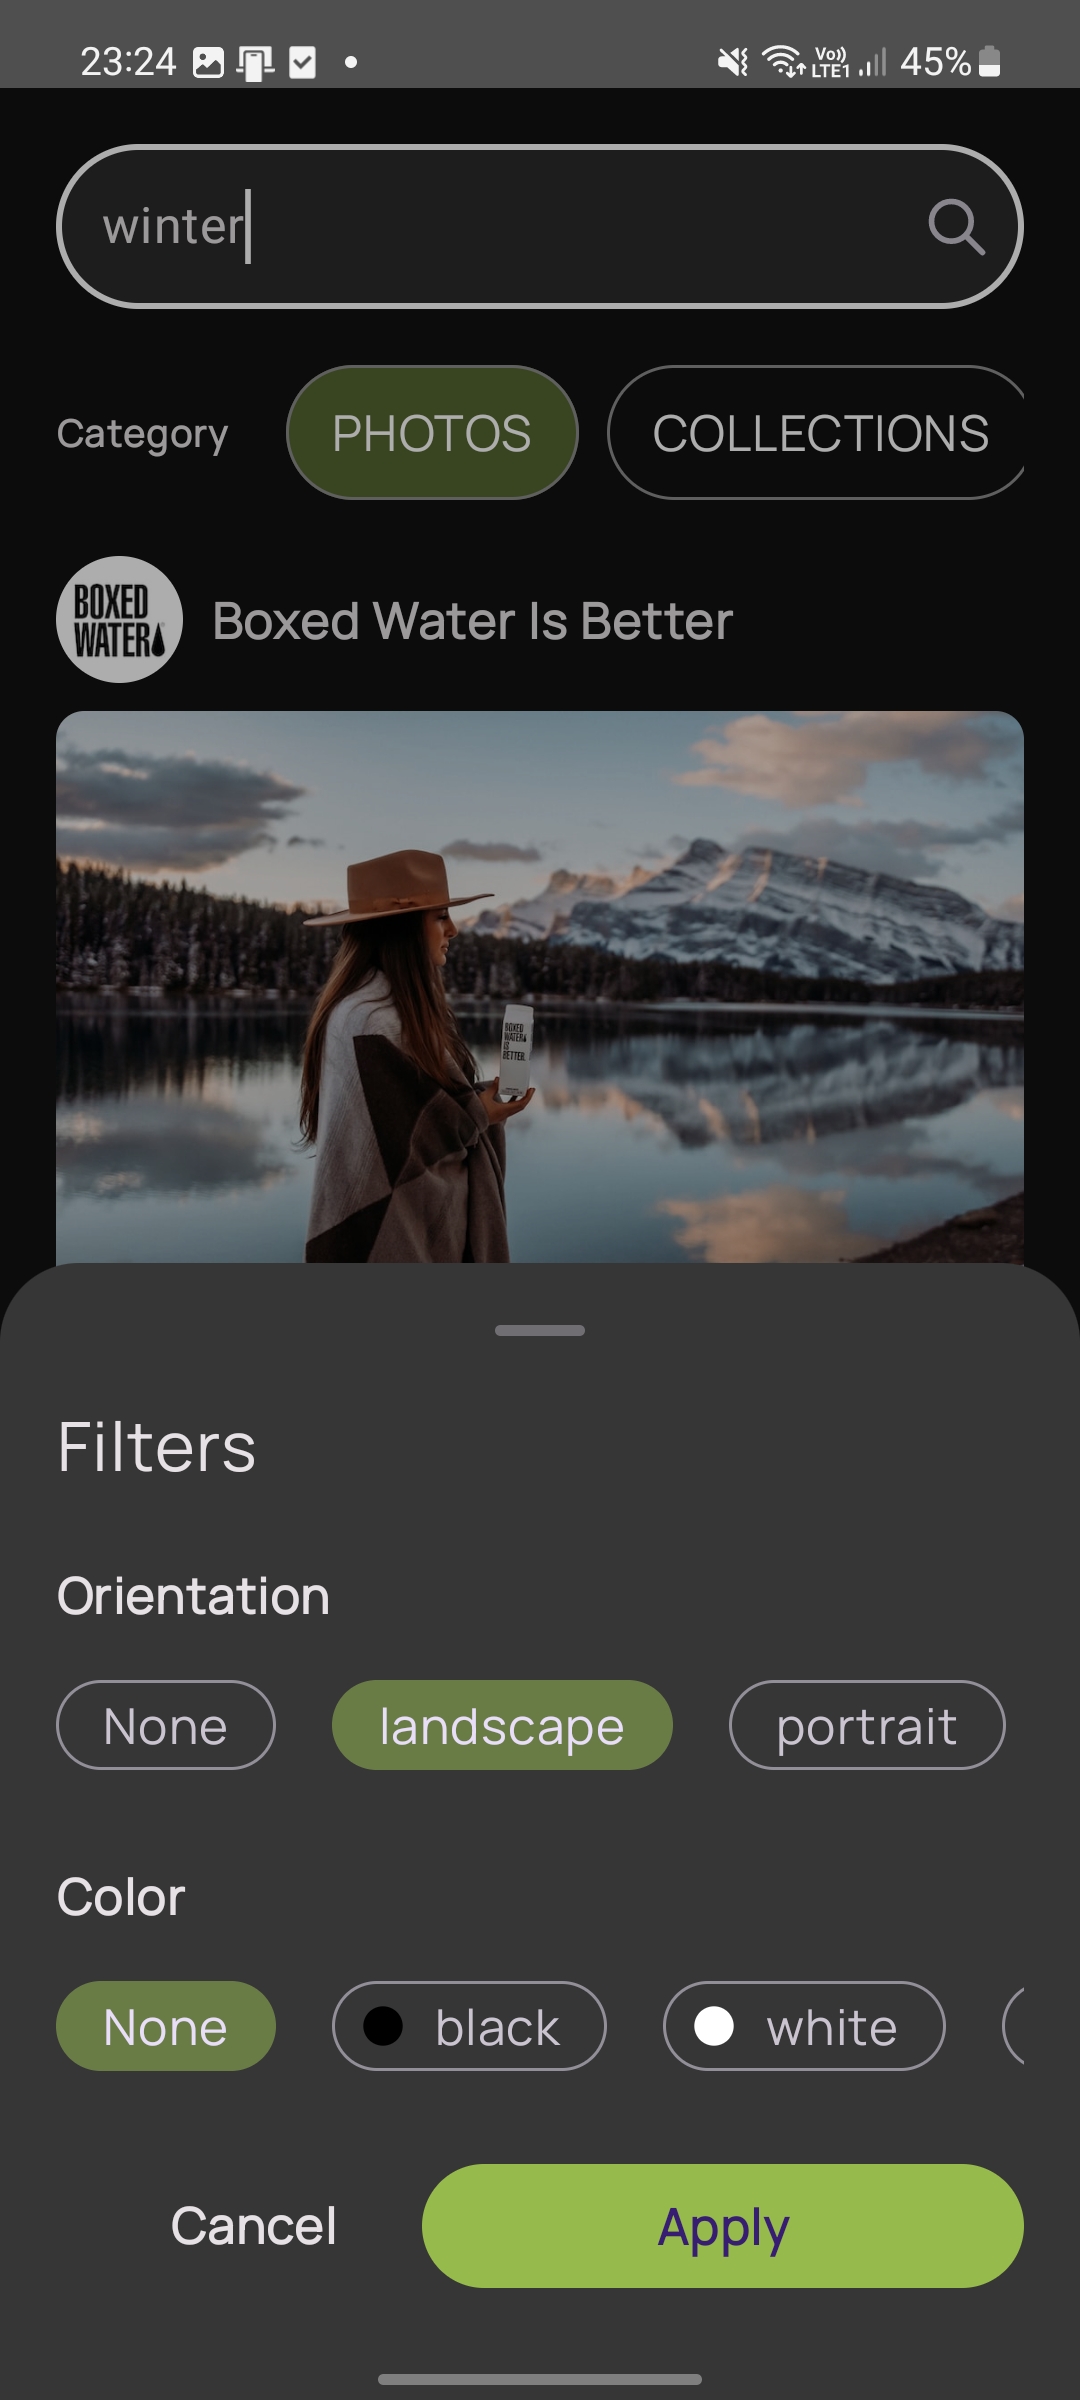 23:24 Vo)) LTE1 45%
winter
Category PHOTOS COLLECTIONS
BOXED WATER Boxed Water Is Better
BOXED
WATER
IS
BETTER.
Filters
Orientation
None landscape portrait
Color
None black white
Cancel Apply